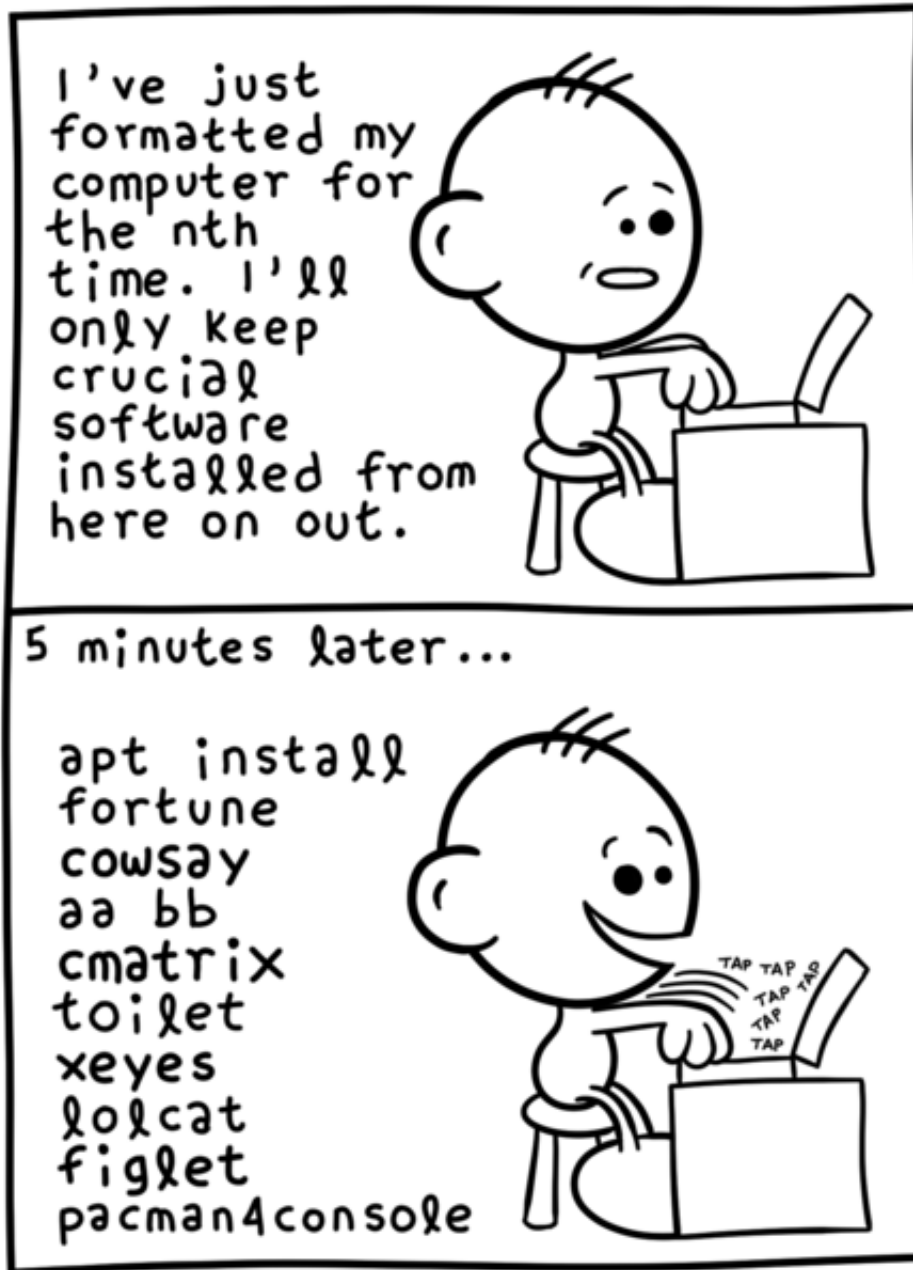 I've just
formatted my
computer for
the nth
time. I'll
only keep
crucial
software
installed from
here on out.
5 minutes later...
apt install
fortune
cowsay
aa bb
cmatrix
toilet
xeyes
lolcat
figlet
pacman4console
TAP TAP TAP
TAP
TAP
TAP